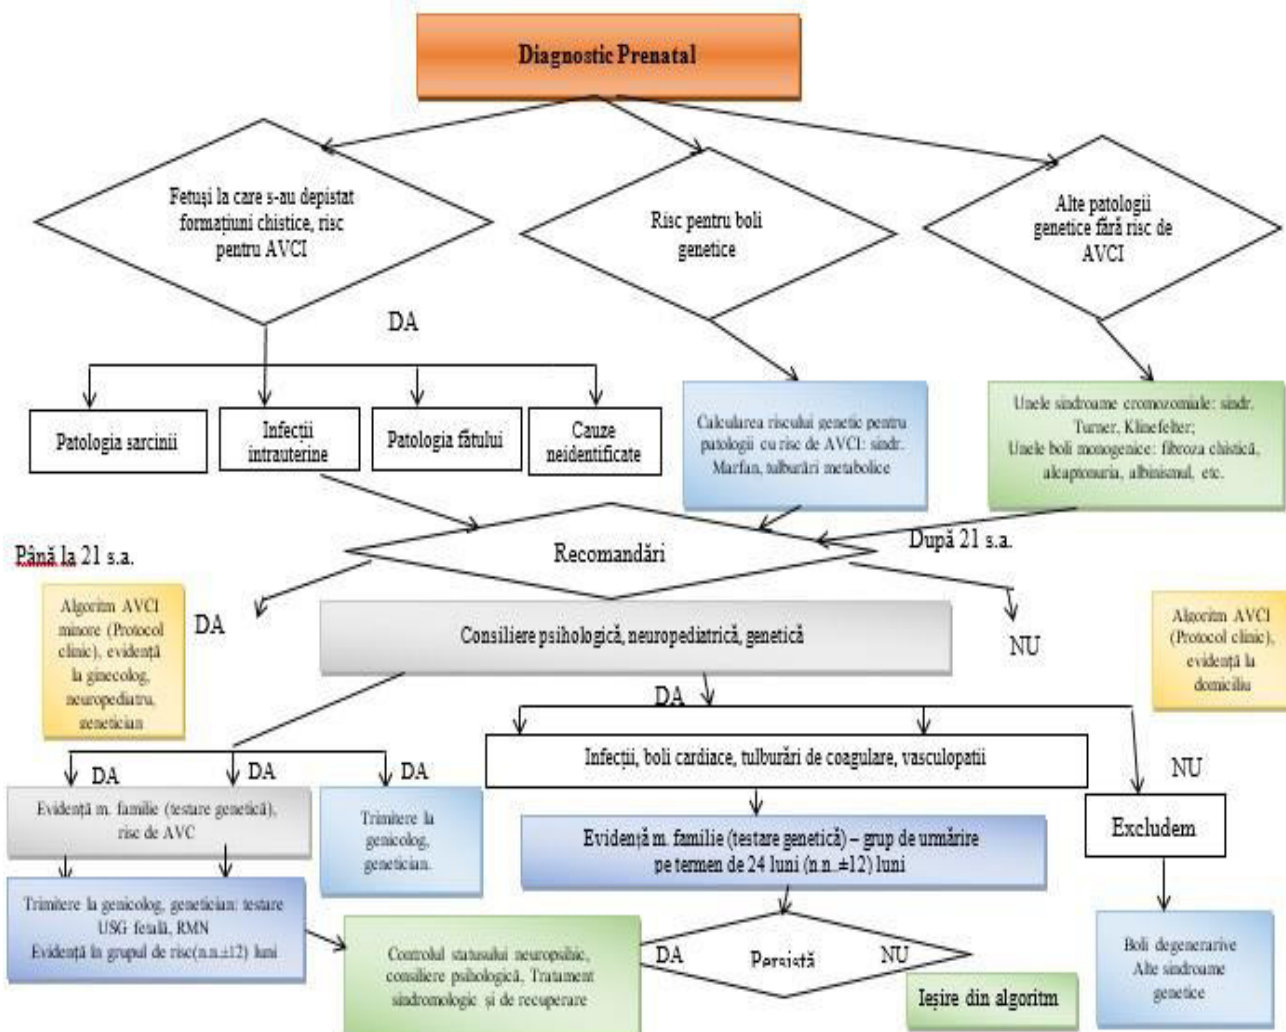 Diagnostic Prenatal
Fetuși la care s-au depistat
formațiuni chistice, risc
pentru AVCI
Risc pentru boli
genetice
Alte patologii
genetice fără risc de
AVCI
DA
Patologia sarcinii
Infecții
intrauterine
Patologia fătului
Cauze
neidentificate
Calcularea riscului genetic pentru
patologii cu risc de AVCI: sindr.
Marfan, tulburări metabolice
Unele sindroame cromozomiale: sindr.
Turner, Klinefelter;
Unele boli monogenice: fibroza chistică,
alcaptonuria, albinismul, etc.
Până la 21 s.a.
Recomandări
După 21 s.a.
Algoritm AVCI
minore (Protocol
clinic), evidență
la ginecolog,
neuropediatru,
genetician
DA
Consiliere psihologică, neuropediatrică, genetică
NU
Algoritm AVCI
(Protocol clinic),
evidență la
domiciliu
DA
Infecții, boli cardiace, tulburări de coagulare, vasculopatii
NU
DA
DA
DA
Evidență m. familie (testare genetică),
risc de AVC
Trimitere la
genicolog,
genetician.
Evidență m. familie (testare genetică) – grup de urmărire
pe termen de 24 luni (n.n..±12) luni
Excludem
Trimitere la genicolog, genetician: testare
USG fetală, RMN
Evidență în grupul de risc(n.n.±12) luni
Controlul statusului neuropsihic,
consiliere psihologică, Tratament
sindromologic și de recuperare
DA
Persistă
NU
Ieșire din algoritm
Boli degenerative
Alte sindroame
genetice